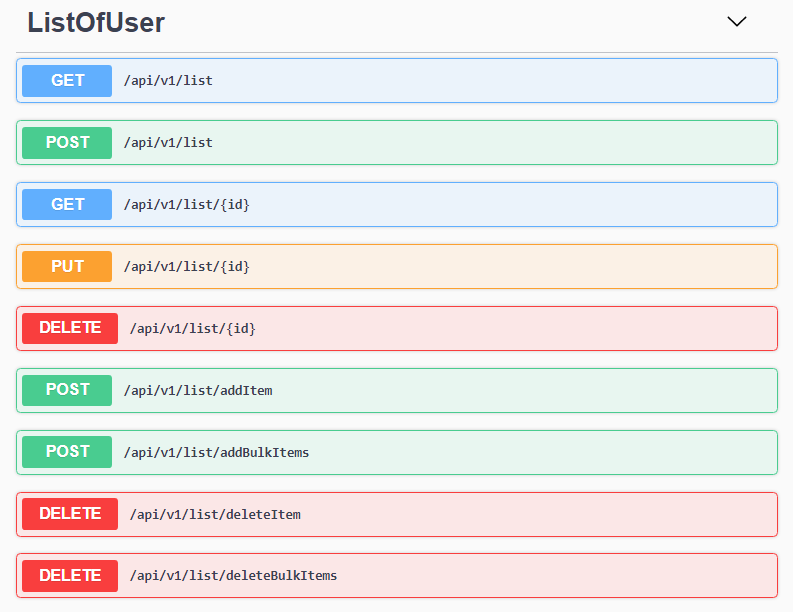 ListOfUser
GET /api/v1/list
POST /api/v1/list
GET /api/v1/list/{id}
PUT /api/v1/list/{id}
DELETE /api/v1/list/{id}
POST /api/v1/list/addItem
POST /api/v1/list/addBulkItems
DELETE /api/v1/list/deleteItem
DELETE /api/v1/list/deleteBulkItems